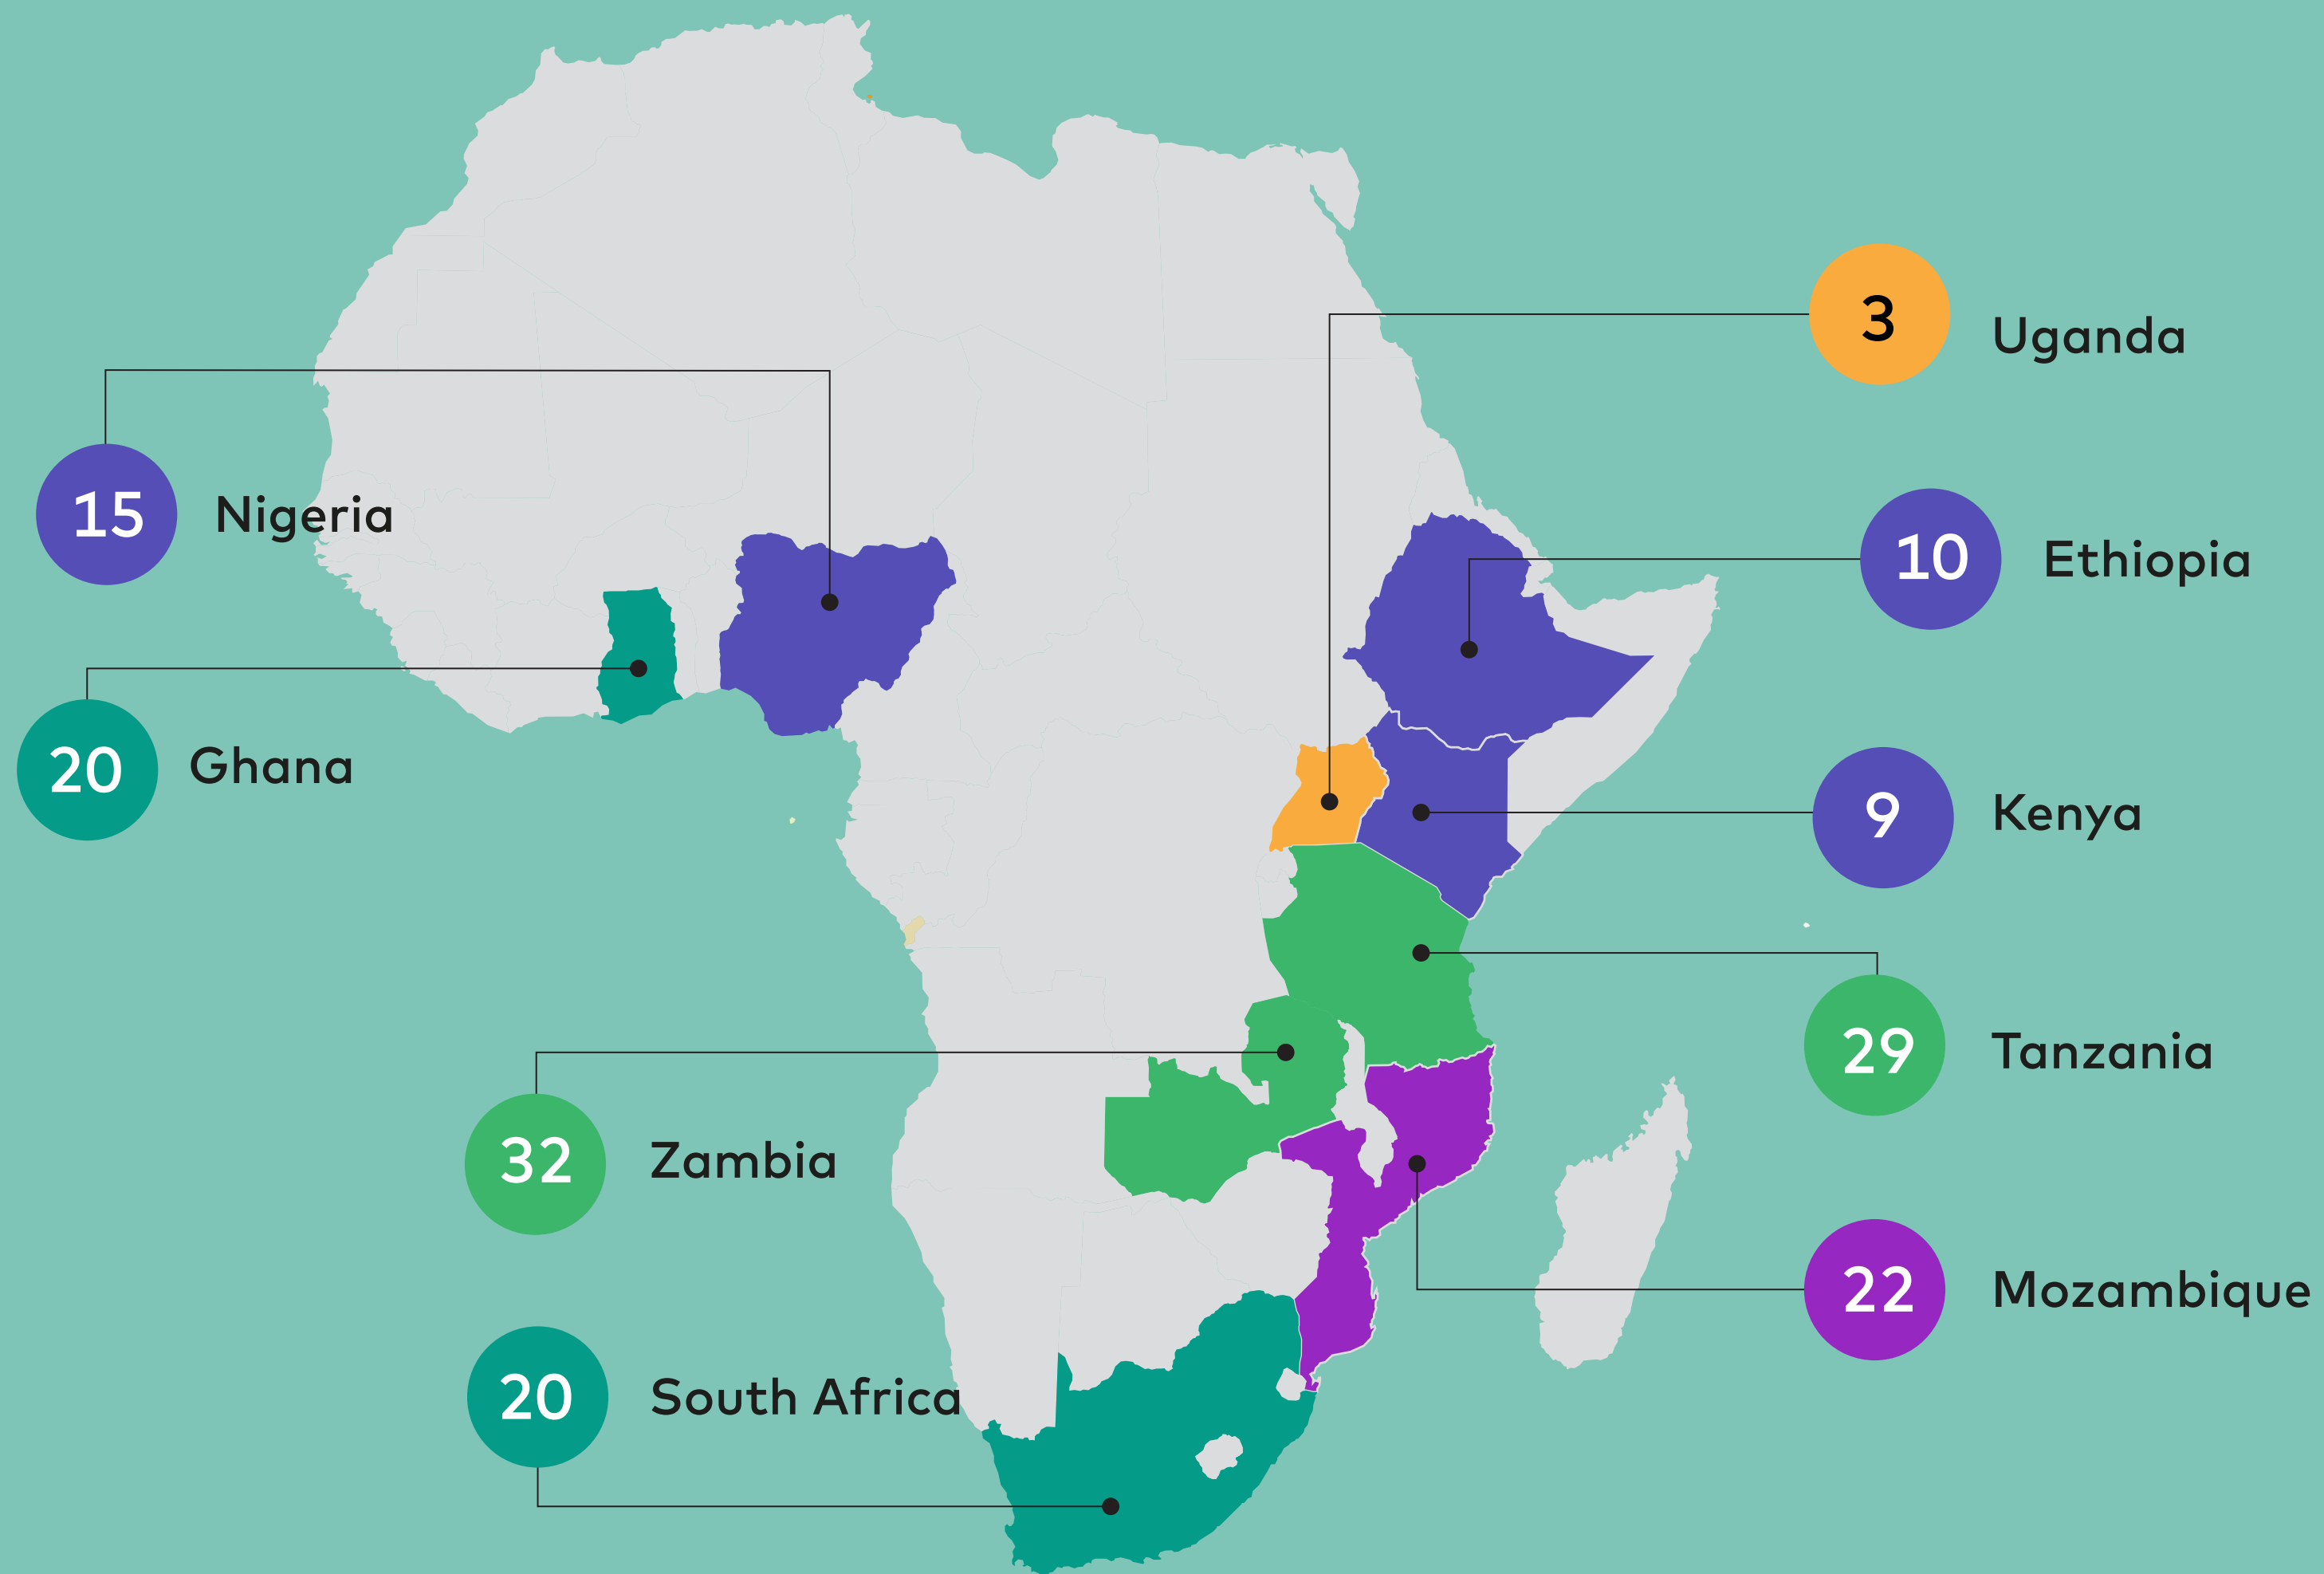 3
Uganda
15
Nigeria
10
Ethiopia
20
Ghana
9
Kenya
29
Tanzania
32
Zambia
22
Mozambique
20
South Africa